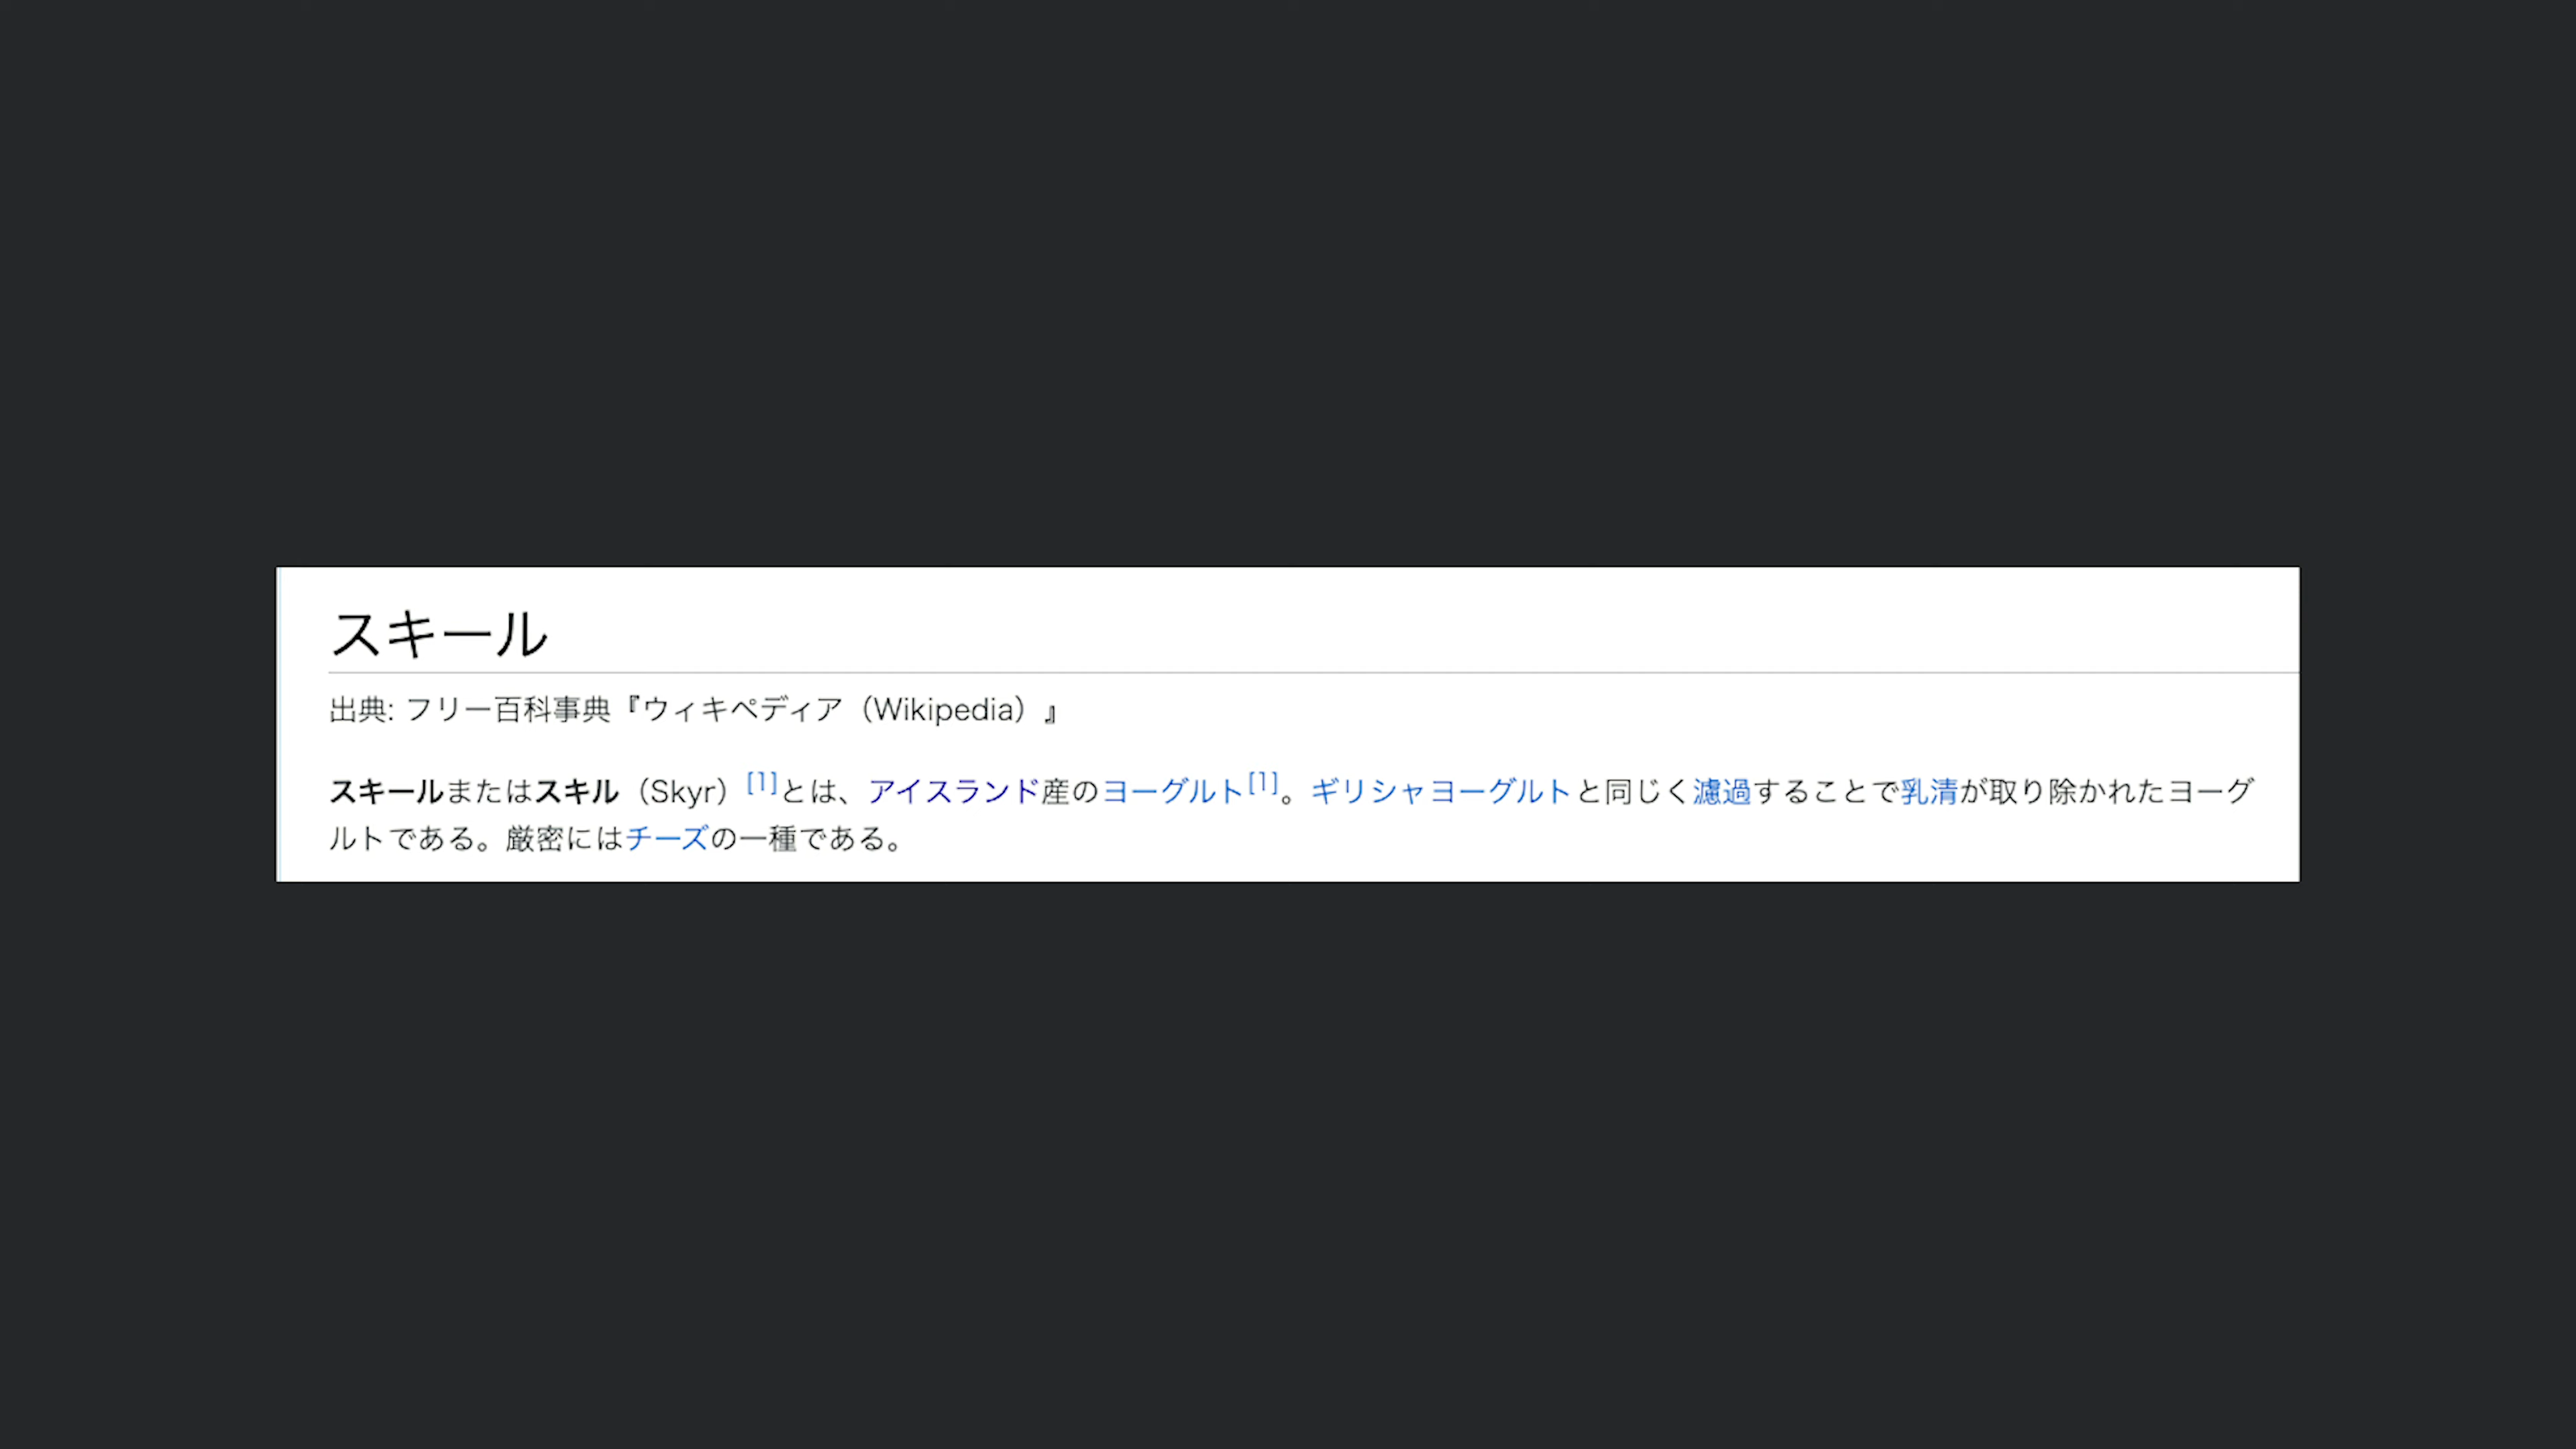 スキール
出典: フリー百科事典『ウィキペディア（Wikipedia）』
スキールまたはスキル（Skyr）[1]とは、アイスランド産のヨーグルト[1]。ギリシャヨーグルトと同じく濾過することで乳清が取り除かれたヨーグ
ルトである。厳密にはチーズの一種である。